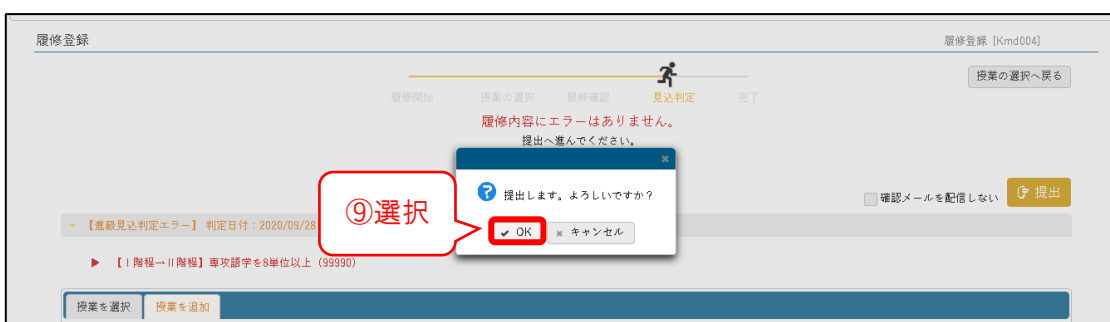 履修登録
履修登録 [Kmd004]
授業の選択へ戻る
履修開始 授業の選択 最終確認 見込判定 完了
履修内容にエラーはありません。
提出へ進んでください。
提出します。よろしいですか？
OK キャンセル
⑨選択
確認メールを配信しない 提出
【進級見込判定エラー】 判定日付：2020/09/28
【Ⅰ階程→Ⅱ階程】専攻語学を8単位以上 (99990)
授業を選択 授業を追加